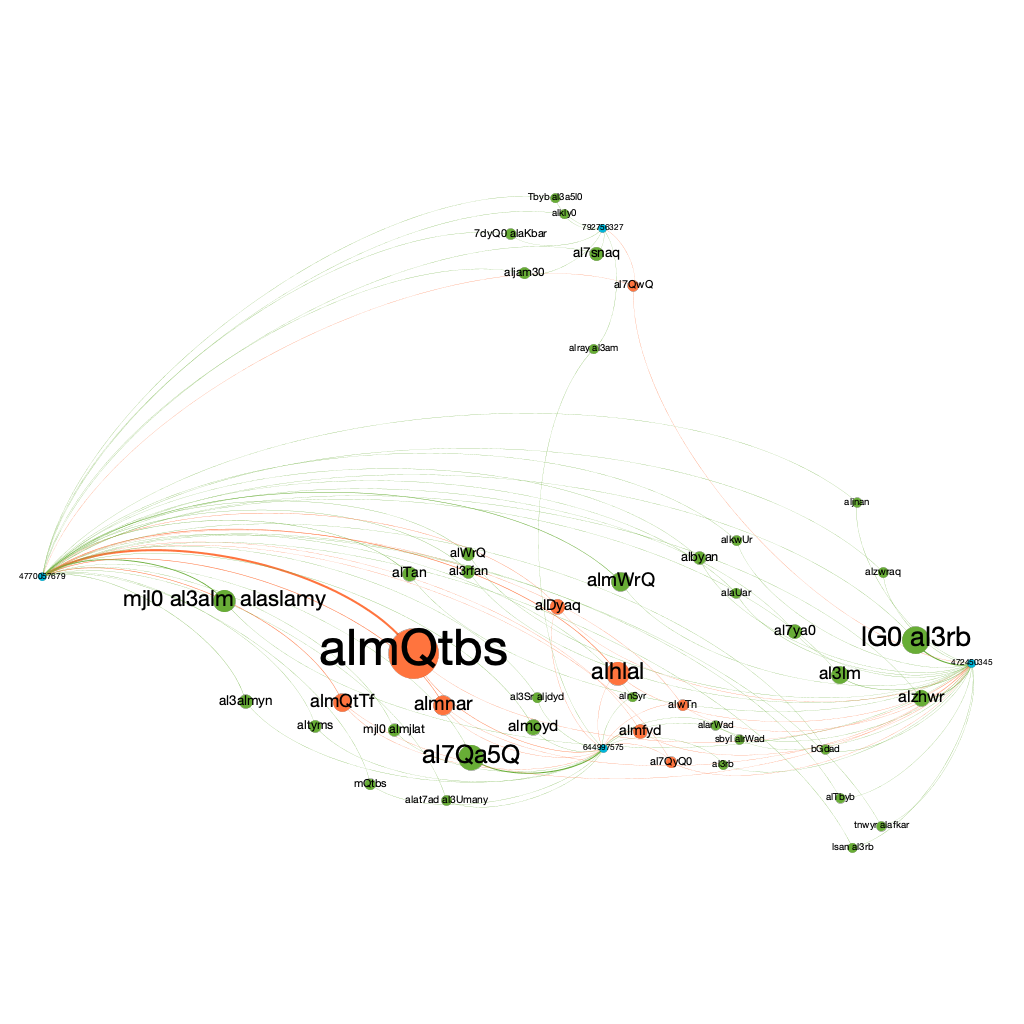 Tbyb al3a5l0
alkly0
792756327
7dyQ0 alaKbar
al7snaq
aljam30
al7QwQ
alray al3am
aljnan
alkwUr
alWrQ
albyan
al3rfan
alTan
alzwraq
4770057679
almWrQ
alaUar
mjl0 al3alm alaslamy
alDyaq
al7ya0
lG0 al3rb
almQtbs
472450345
alhlal
al3lm
al3almyn
almQtTf
almnar
al3Sr aljdyd
alnSyr
alwTn
alzhwr
altyms
mjl0 almjlat
almoyd
almfyd
alarWad
sbyl alrWad
644997575
bGdad
al7Qa5Q
al7QyQ0
al3rb
mQtbs
alat7ad al3Umany
alTbyb
tnwyr alafkar
lsan al3rb